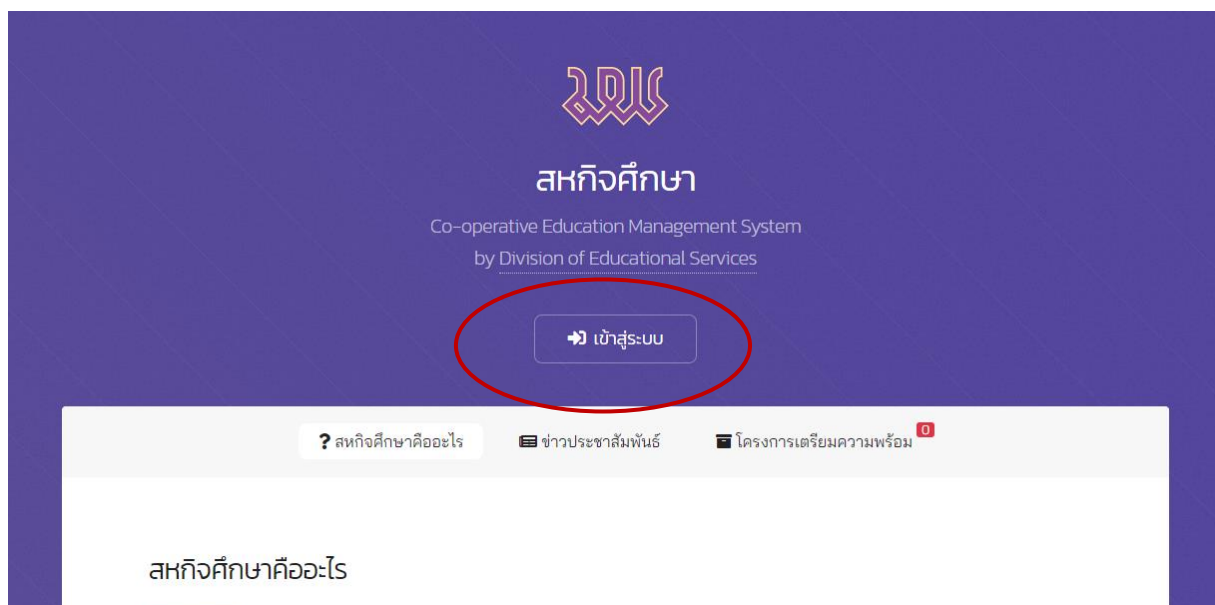 มวล
สหกิจศึกษา
Co-operative Education Management System
by Division of Educational Services
เข้าสู่ระบบ
? สหกิจศึกษาคืออะไร ข่าวประชาสัมพันธ์ โครงการเตรียมความพร้อม 0
สหกิจศึกษาคืออะไร